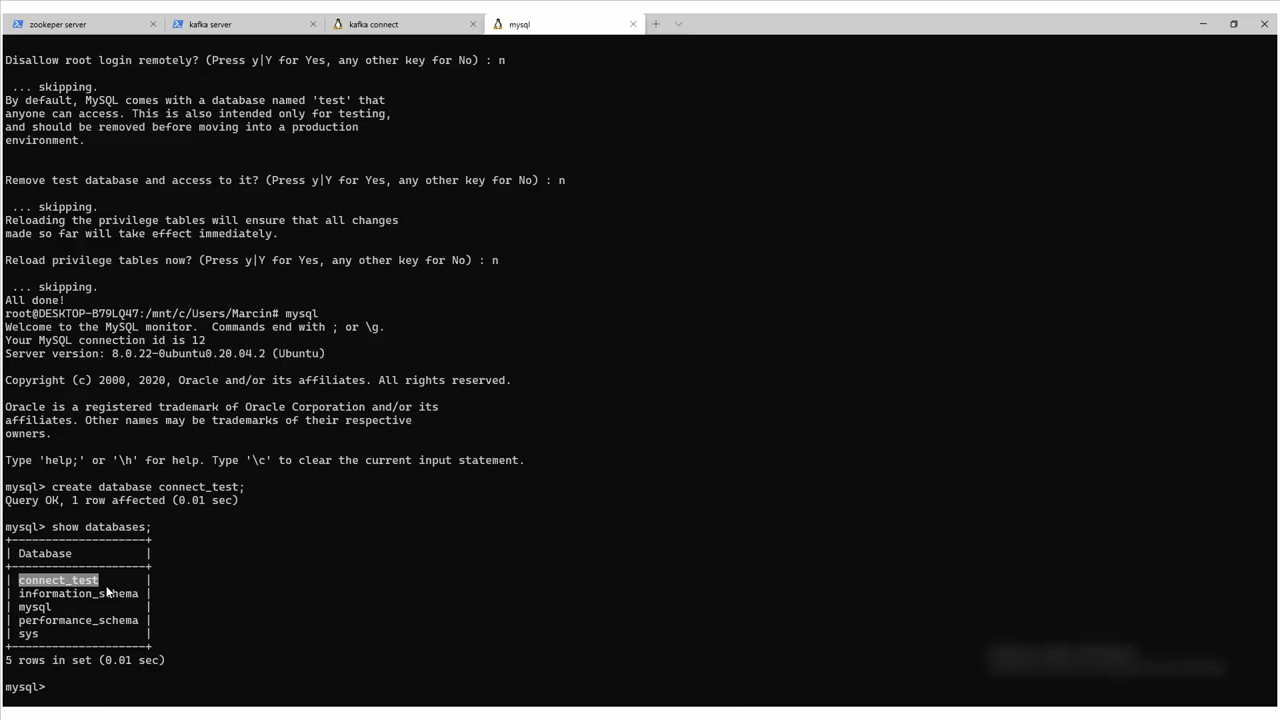 zookeper server
kafka server
kafka connect
mysql
Disallow root login remotely? (Press y|Y for Yes, any other key for No) : n
... skipping.
By default, MySQL comes with a database named 'test' that
anyone can access. This is also intended only for testing,
and should be removed before moving into a production
environment.
Remove test database and access to it? (Press y|Y for Yes, any other key for No) : n
... skipping.
Reloading the privilege tables will ensure that all changes
made so far will take effect immediately.
Reload privilege tables now? (Press y|Y for Yes, any other key for No) : n
... skipping.
All done!
root@DESKTOP-B79LQ47:/mnt/c/Users/Marcin# mysql
Welcome to the MySQL monitor.  Commands end with ; or \g.
Your MySQL connection id is 12
Server version: 8.0.22-0ubuntu0.20.04.2 (Ubuntu)
Copyright (c) 2000, 2020, Oracle and/or its affiliates. All rights reserved.
Oracle is a registered trademark of Oracle Corporation and/or its
affiliates. Other names may be trademarks of their respective
owners.
Type 'help;' or '\h' for help. Type '\c' to clear the current input statement.
mysql> create database connect_test;
Query OK, 1 row affected (0.01 sec)
mysql> show databases;
+--------------------+
| Database           |
+--------------------+
| connect_test       |
| information_schema |
| mysql              |
| performance_schema |
| sys                |
+--------------------+
5 rows in set (0.01 sec)
mysql>